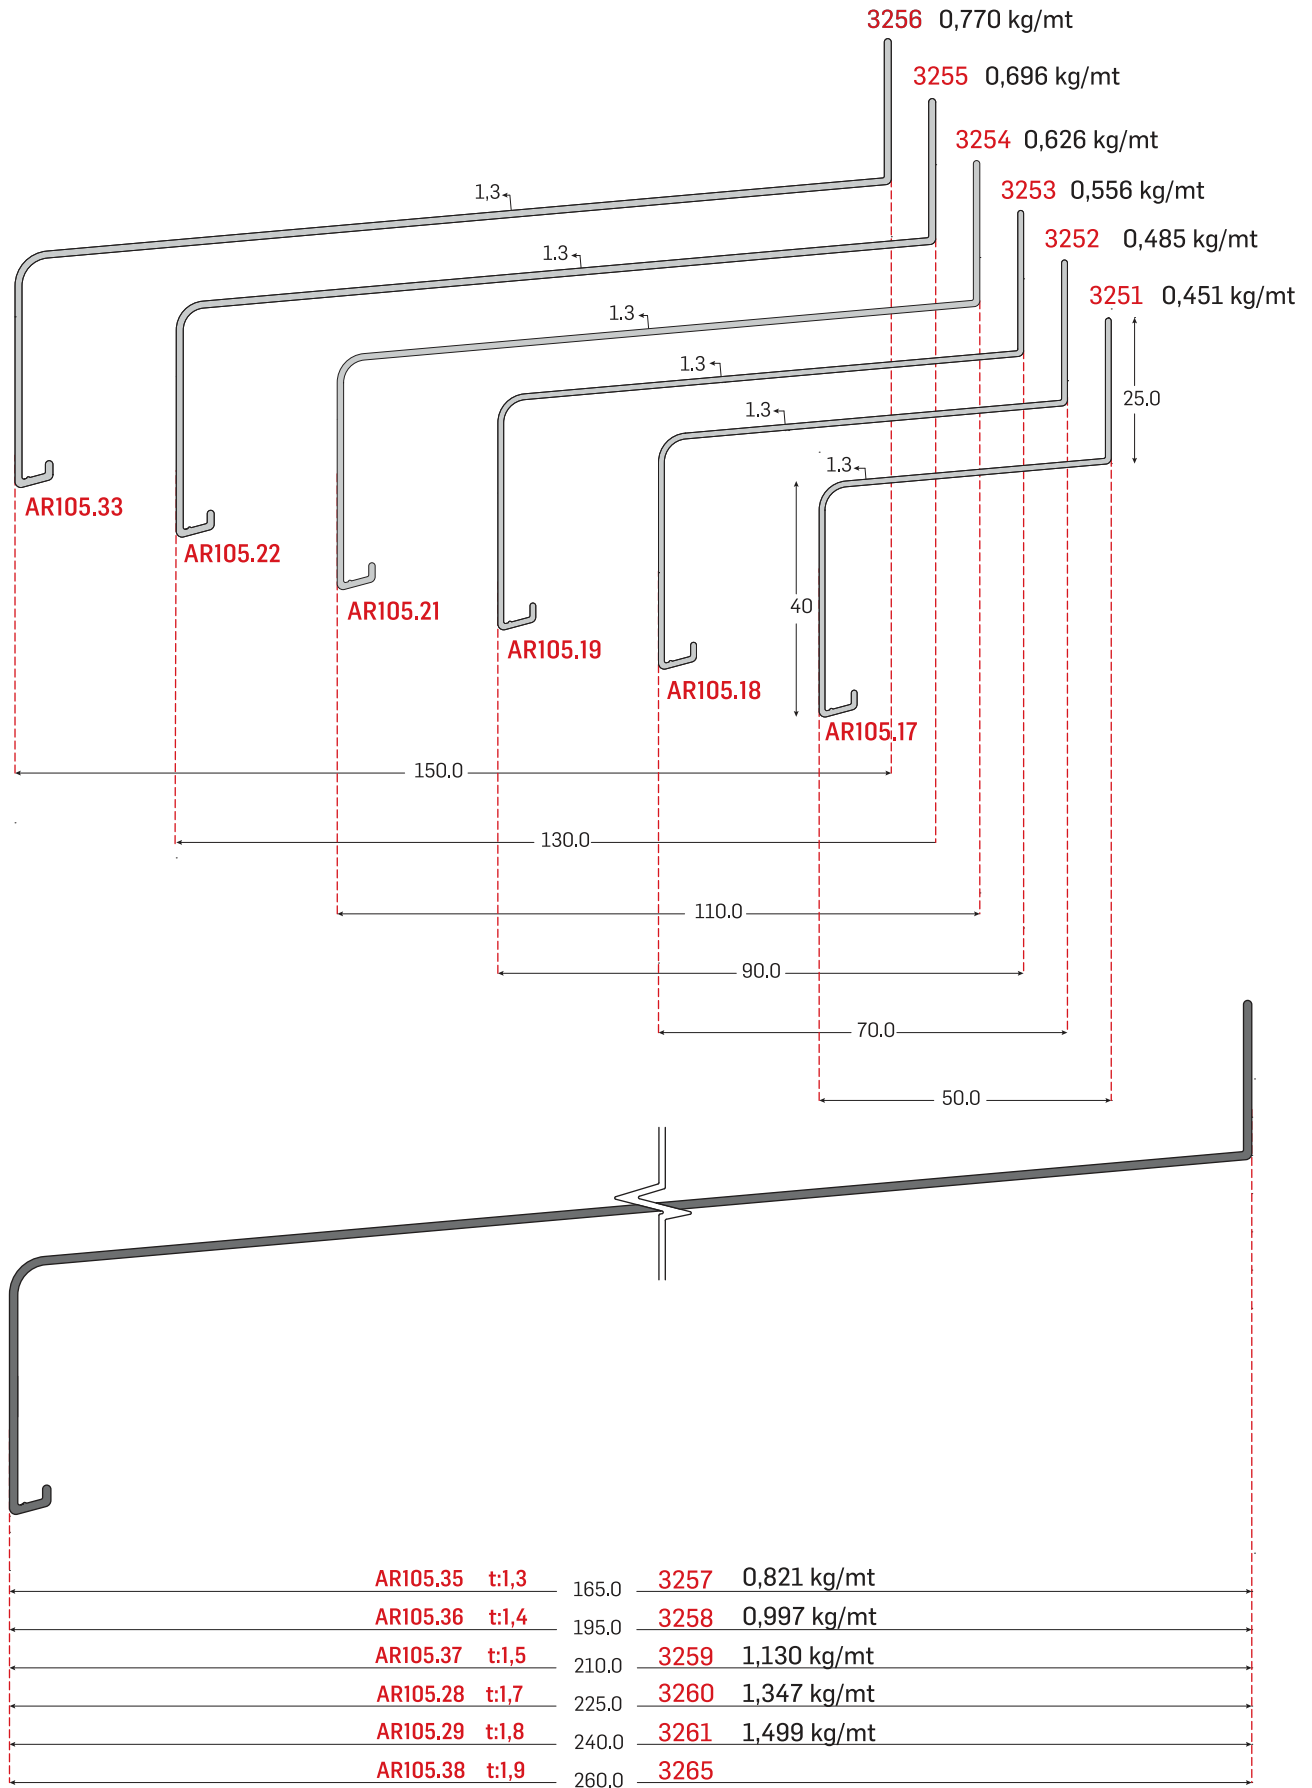 3256 0,770 kg/mt
3255 0,696 kg/mt
3254 0,626 kg/mt
3253 0,556 kg/mt
3252 0,485 kg/mt
3251 0,451 kg/mt
1,3
1.3
1.3
1.3
1.3
1.3
25.0
40
AR105.33
AR105.22
AR105.21
AR105.19
AR105.18
AR105.17
150.0
130.0
110.0
90.0
70.0
50.0
AR105.35 t:1,3 165.0 3257 0,821 kg/mt
AR105.36 t:1,4 195.0 3258 0,997 kg/mt
AR105.37 t:1,5 210.0 3259 1,130 kg/mt
AR105.28 t:1,7 225.0 3260 1,347 kg/mt
AR105.29 t:1,8 240.0 3261 1,499 kg/mt
AR105.38 t:1,9 260.0 3265